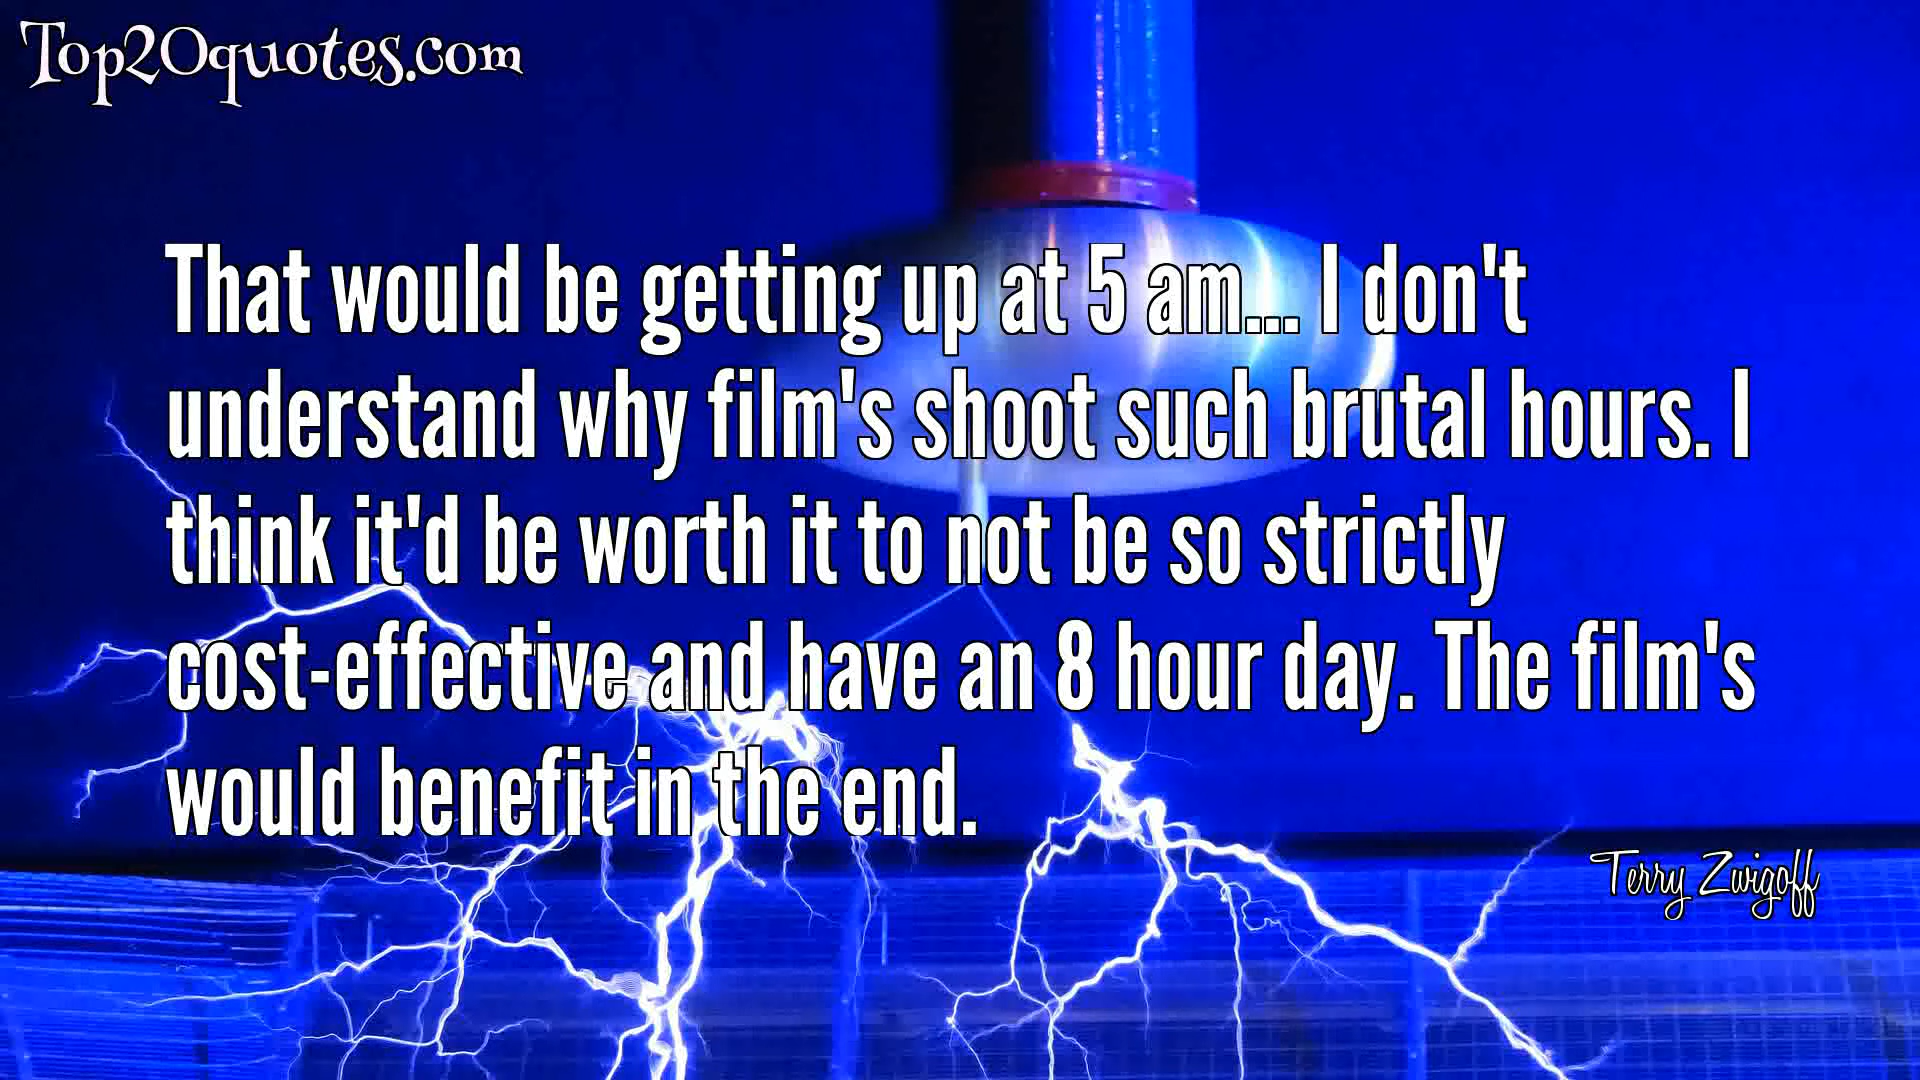 Top20quotes.com
That would be getting up at 5 am... I don't
understand why film's shoot such brutal hours. I
think it'd be worth it to not be so strictly
cost-effective and have an 8 hour day. The film's
would benefit in the end.
Terry Zwigoff